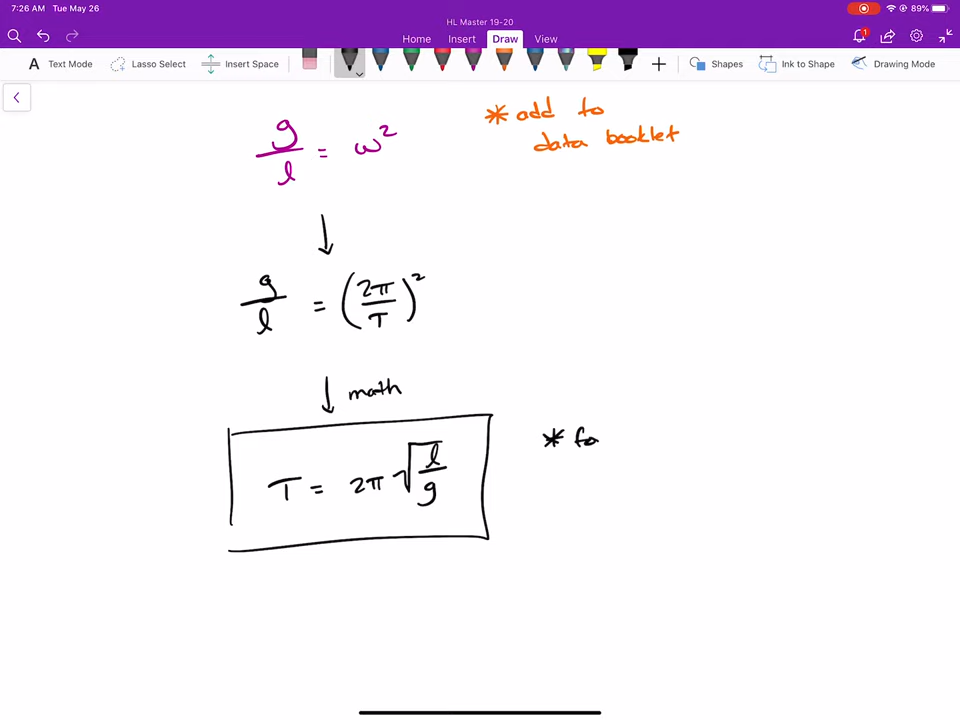 7:26 AM Tue May 26 89%
HL Master 19-20
Home Insert Draw View
1
A Text Mode Lasso Select Insert Space + Shapes Ink to Shape Drawing Mode
g/l = ω²
* add to
data booklet
↓
g/l = (2π/T)²
↓ math
T = 2π√(l/g)
* fo